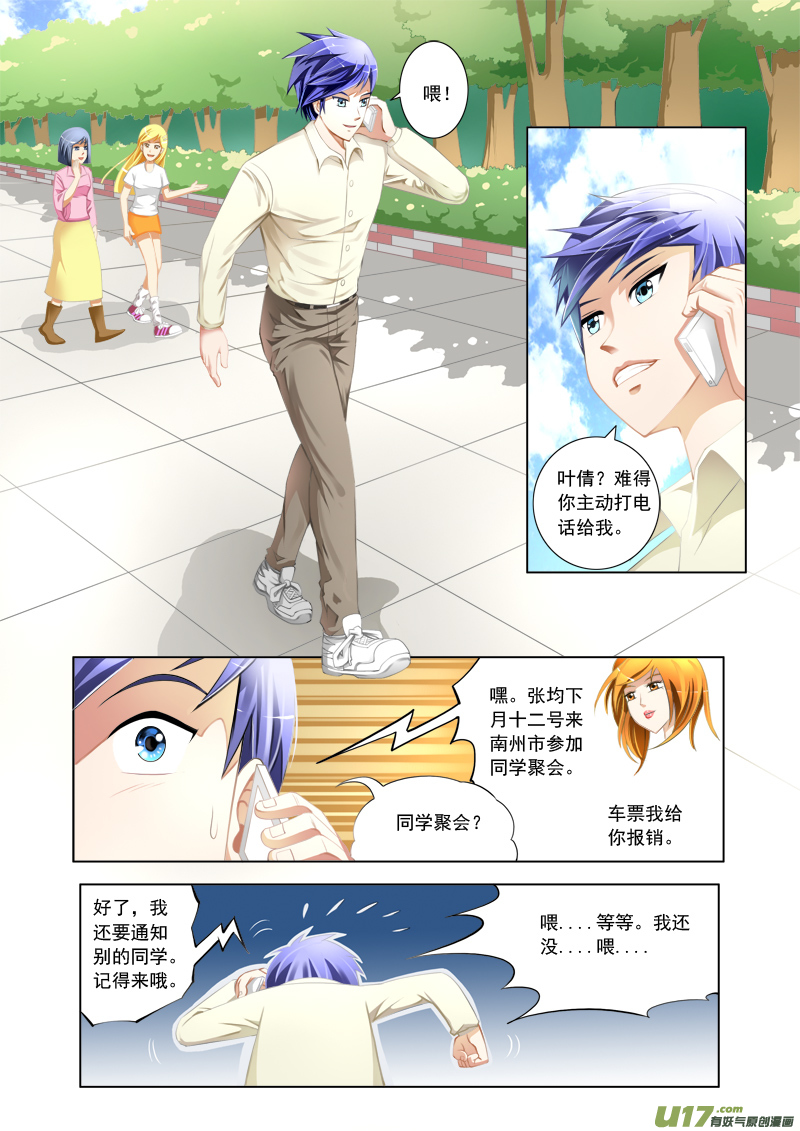 喂！
叶倩？难得
你主动打电
话给我。
嘿。张均下
月十二号来
南州市参加
同学聚会。
车票我给
你报销。
同学聚会？
好了，我
还要通知
别的同学。
记得来哦。
喂....等等。我还
没....喂....
U17.com
有妖气原创漫画